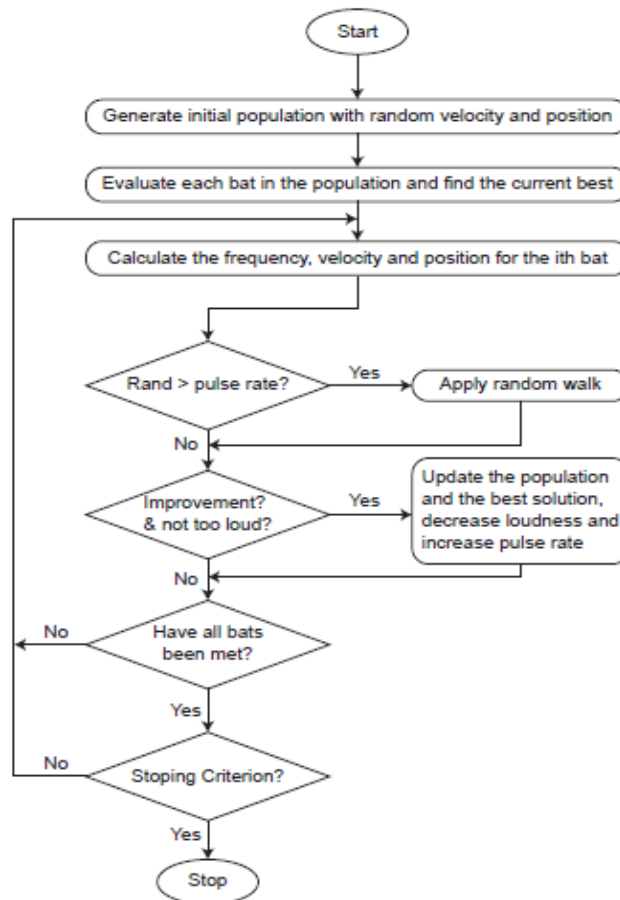 Start
Generate initial population with random velocity and position
Evaluate each bat in the population and find the current best
Calculate the frequency, velocity and position for the ith bat
Rand > pulse rate?
Yes
Apply random walk
No
Improvement?
& not too loud?
Yes
Update the population
and the best solution,
decrease loudness and
increase pulse rate
No
Have all bats
been met?
No
Yes
Stoping Criterion?
No
Yes
Stop